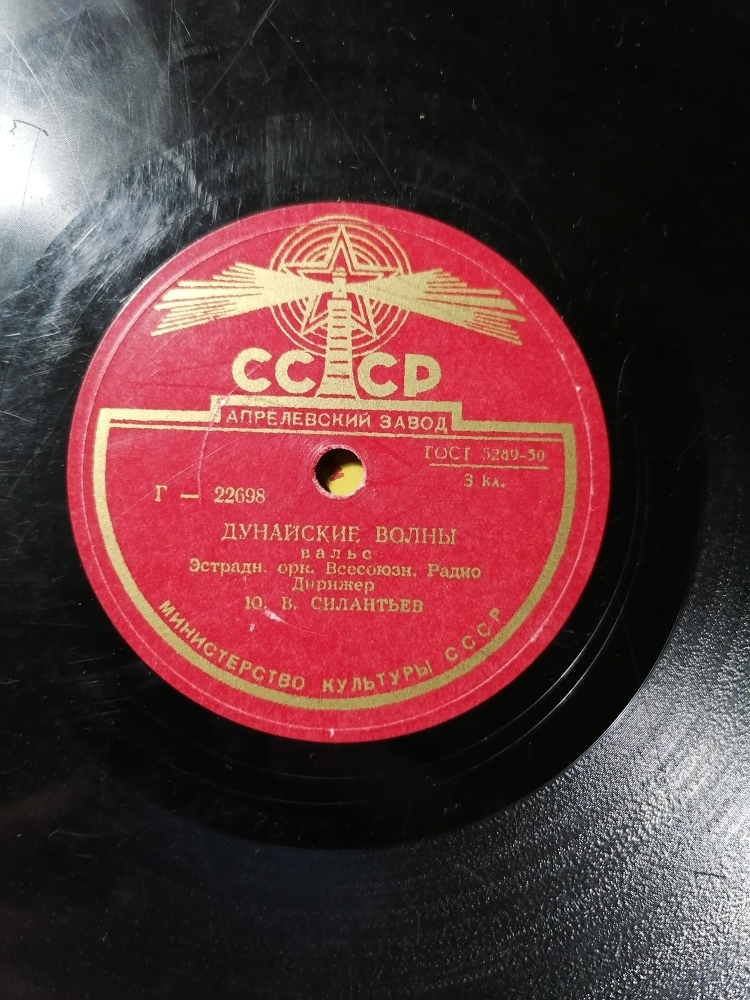 СССР
АПРЕЛЕВСКИЙ ЗАВОД
ГОСТ 5289-50
Г — 22698
3 кл.
ДУНАЙСКИЕ ВОЛНЫ
вальс
Эстрадн. орк. Всесоюзн. Радио
Дирижер
Ю. В. СИЛАНТЬЕВ
МИНИСТЕРСТВО КУЛЬТУРЫ СССР